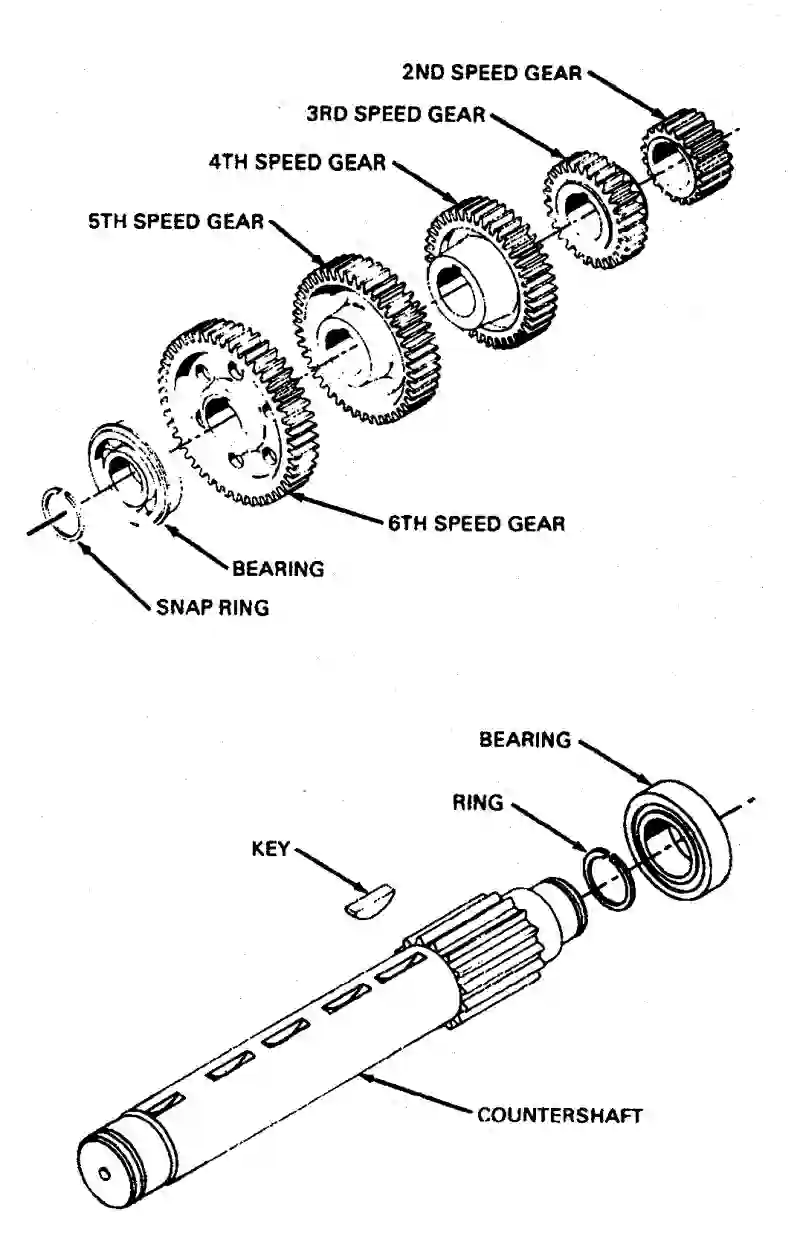 2ND SPEED GEAR
3RD SPEED GEAR
4TH SPEED GEAR
5TH SPEED GEAR
6TH SPEED GEAR
BEARING
SNAP RING
BEARING
RING
KEY
COUNTERSHAFT